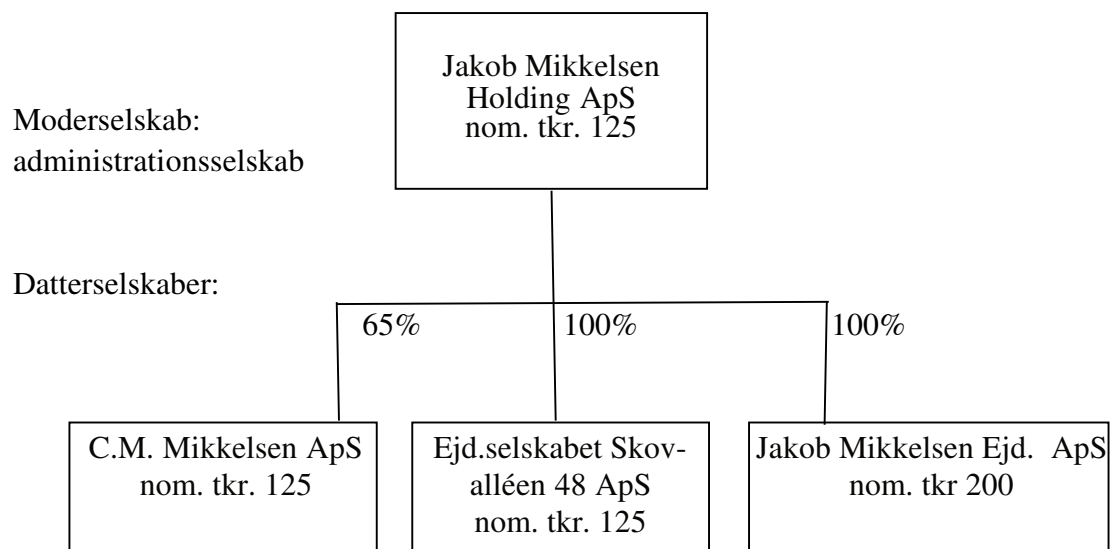 Jakob Mikkelsen
Holding ApS
nom. tkr. 125
Moderselskab:
administrationsselskab
Datterselskaber:
65%
100%
100%
C.M. Mikkelsen ApS
nom. tkr. 125
Ejd.selskabet Skov-
alléen 48 ApS
nom. tkr. 125
Jakob Mikkelsen Ejd. ApS
nom. tkr 200